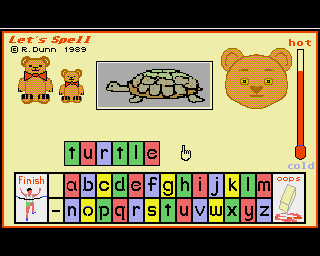 Let's Spell
© R. Dunn 1989
hot
turtle
cold
Finish
abcdefghijklm
oops
-nopqrstuvwxyz